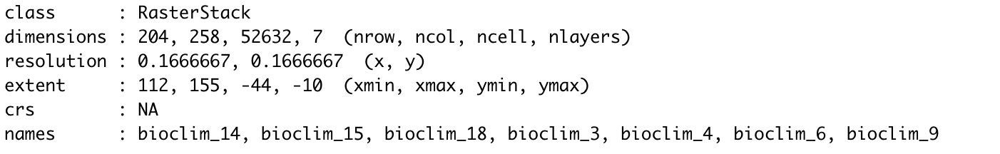 class      : RasterStack
dimensions : 204, 258, 52632, 7  (nrow, ncol, ncell, nlayers)
resolution : 0.1666667, 0.1666667  (x, y)
extent     : 112, 155, -44, -10  (xmin, xmax, ymin, ymax)
crs        : NA
names      : bioclim_14, bioclim_15, bioclim_18, bioclim_3, bioclim_4, bioclim_6, bioclim_9